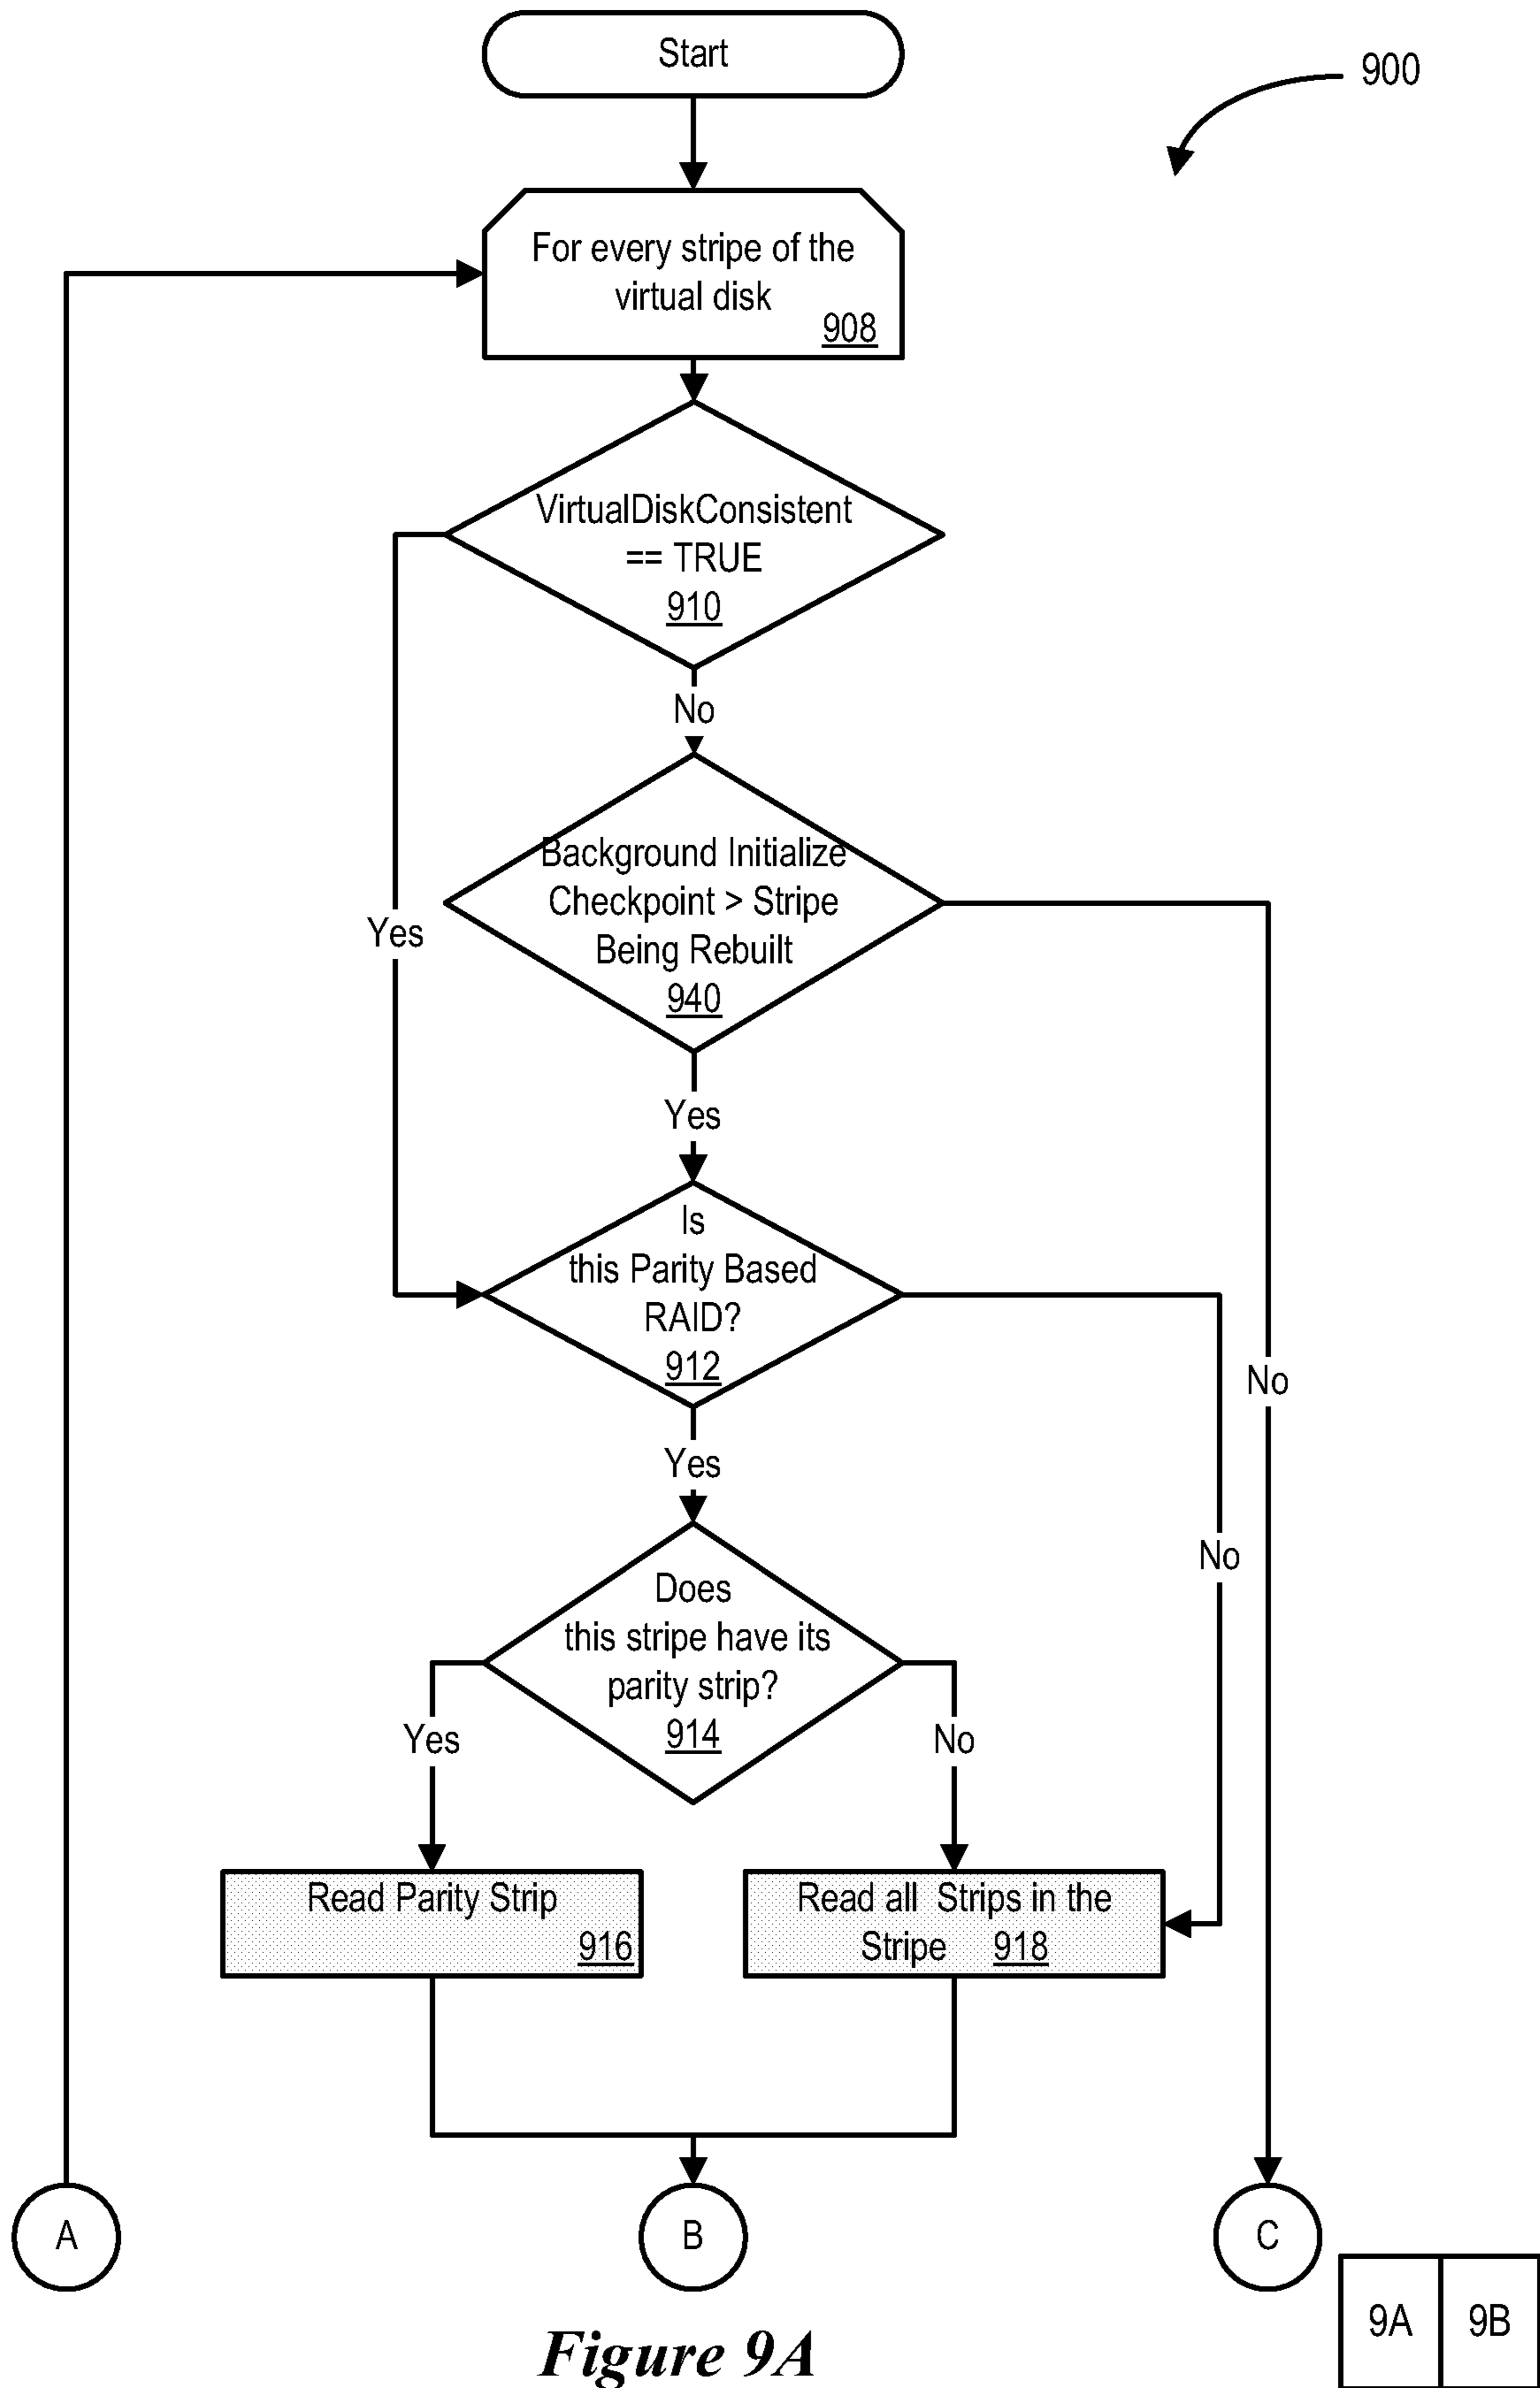 Start
900
For every stripe of the
virtual disk
908
VirtualDiskConsistent
== TRUE
910
No
Background Initialize
Checkpoint > Stripe
Being Rebuilt
940
Yes
Yes
Is
this Parity Based
RAID?
912
No
Yes
No
Does
this stripe have its
parity strip?
914
Yes
No
Read Parity Strip
916
Read all Strips in the
Stripe 918
A
B
C
9A 9B
Figure 9A